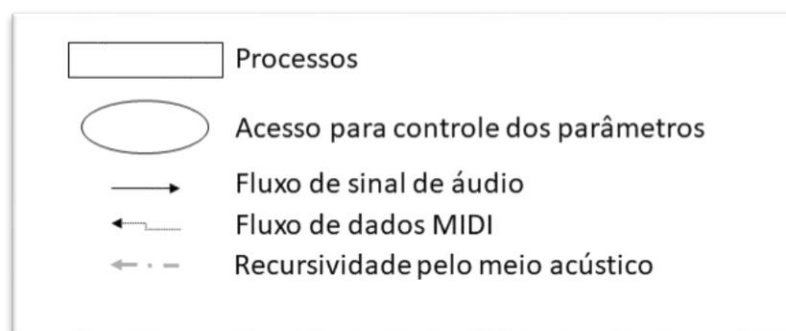 Processos
Acesso para controle dos parâmetros
Fluxo de sinal de áudio
Fluxo de dados MIDI
Recursividade pelo meio acústico